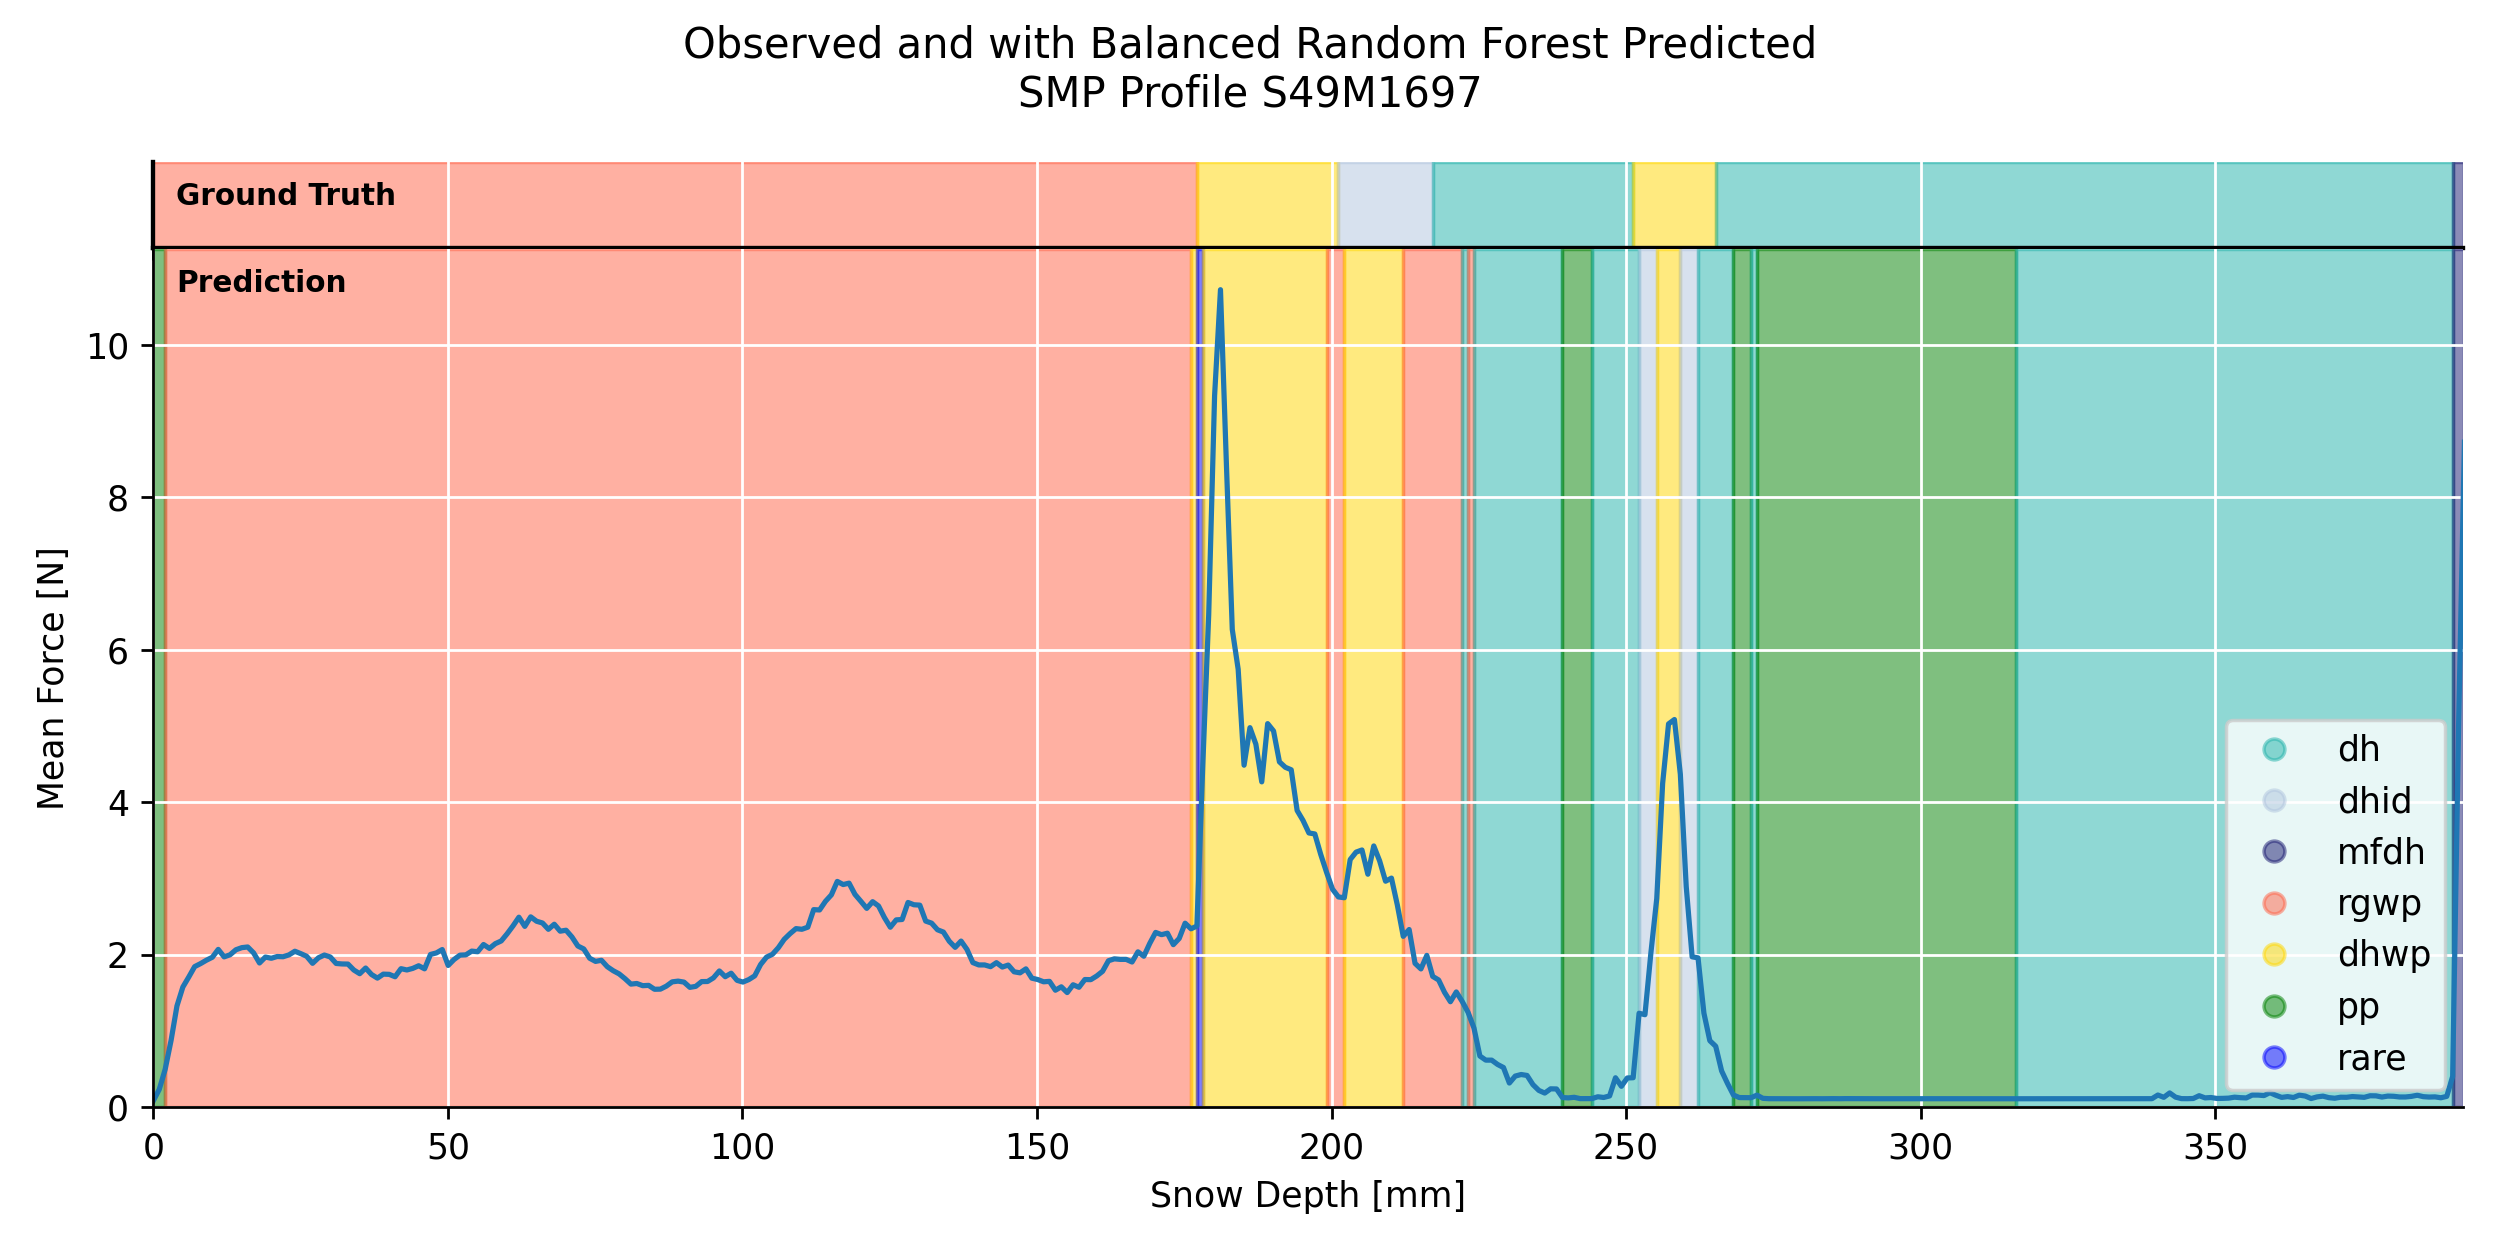 Observed and with Balanced Random Forest Predicted
SMP Profile S49M1697
Ground Truth
Prediction
10
8
6
4
2
0
Mean Force [N]
dh
dhid
mfdh
rgwp
dhwp
pp
rare
0 50 100 150 200 250 300 350
Snow Depth [mm]